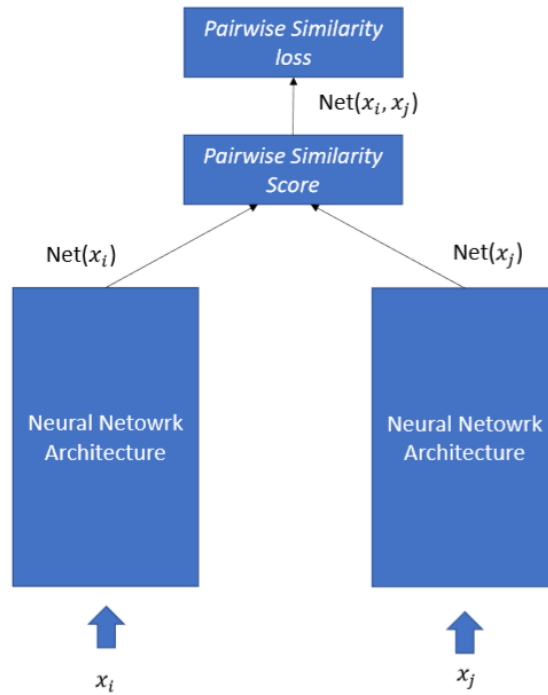 Pairwise Similarity
loss
Net(xᵢ, xⱼ)
Pairwise Similarity
Score
Net(xᵢ)
Net(xⱼ)
Neural Netowrk
Architecture
Neural Netowrk
Architecture
xᵢ
xⱼ